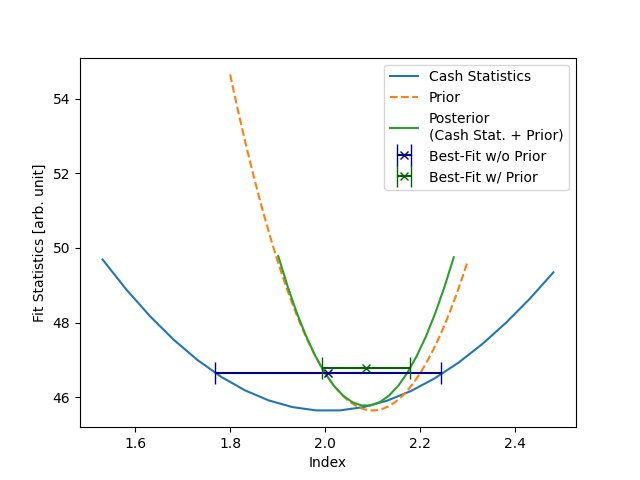 Cash Statistics
Prior
Posterior
(Cash Stat. + Prior)
Best-Fit w/o Prior
Best-Fit w/ Prior
Fit Statistics [arb. unit]
54
52
50
48
46
1.6
1.8
2.0
2.2
2.4
Index